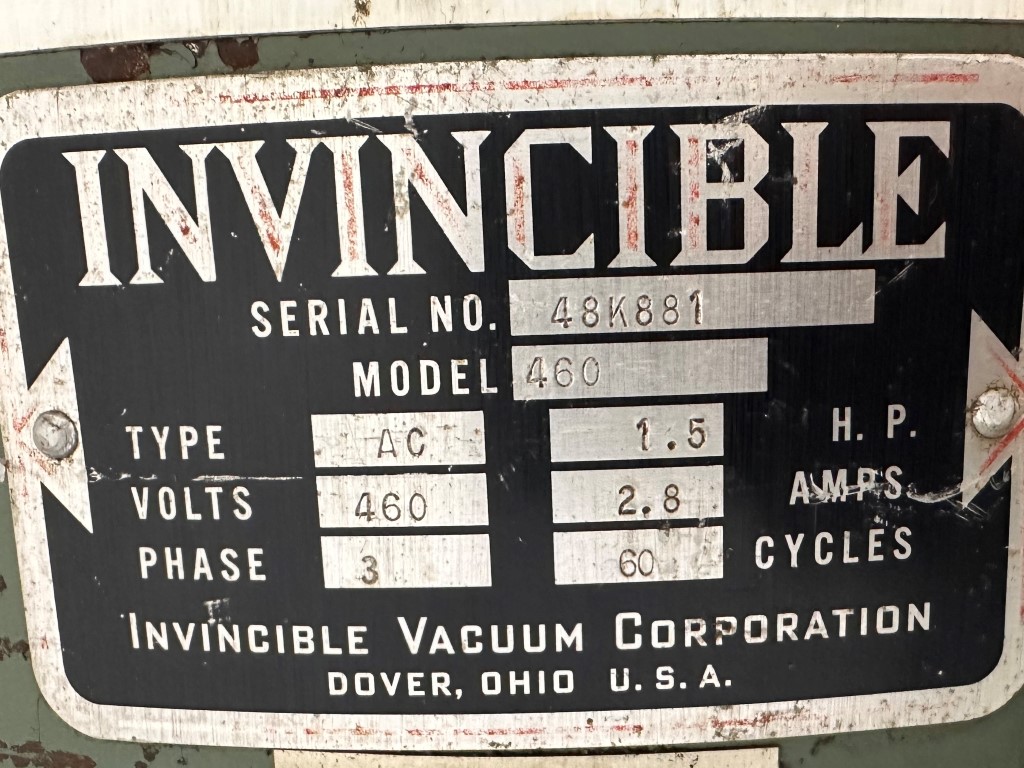 INVINCIBLE
SERIAL NO. 48K881
MODEL 460
TYPE AC 1.5 H. P.
VOLTS 460 2.8 AMPS.
PHASE 3 60 CYCLES
INVINCIBLE VACUUM CORPORATION
DOVER, OHIO U. S. A.